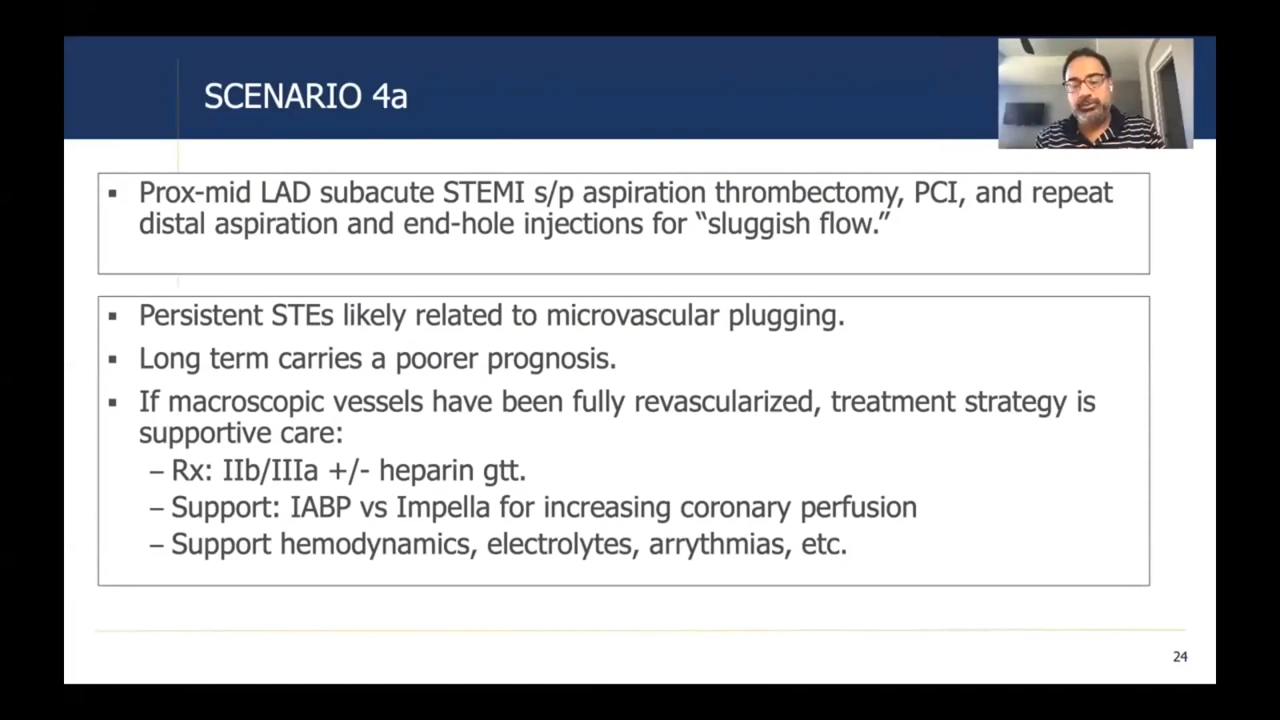 SCENARIO 4a
▪ Prox-mid LAD subacute STEMI s/p aspiration thrombectomy, PCI, and repeat
distal aspiration and end-hole injections for “sluggish flow.”
▪ Persistent STEs likely related to microvascular plugging.
▪ Long term carries a poorer prognosis.
▪ If macroscopic vessels have been fully revascularized, treatment strategy is
supportive care:
– Rx: IIb/IIIa +/- heparin gtt.
– Support: IABP vs Impella for increasing coronary perfusion
– Support hemodynamics, electrolytes, arrythmias, etc.
24